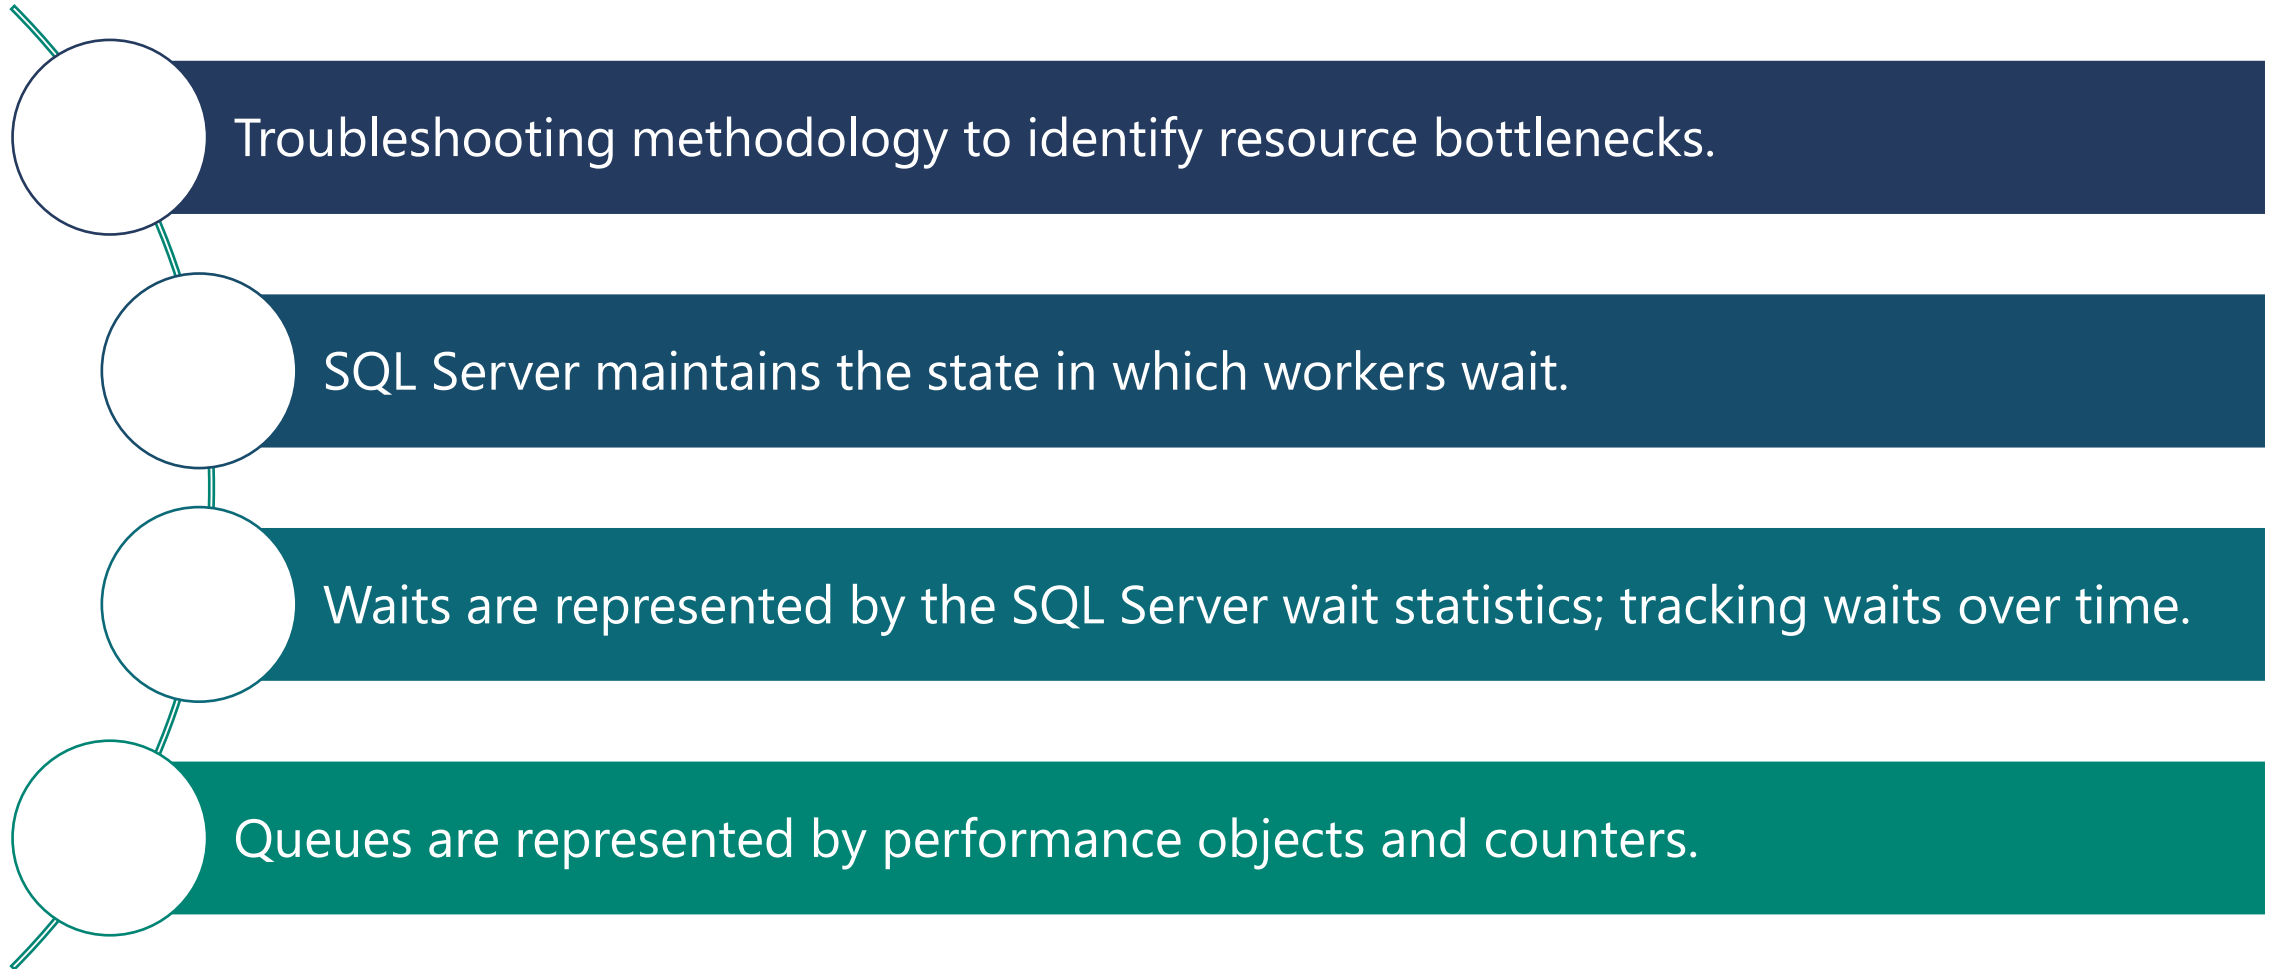 Troubleshooting methodology to identify resource bottlenecks.
SQL Server maintains the state in which workers wait.
Waits are represented by the SQL Server wait statistics; tracking waits over time.
Queues are represented by performance objects and counters.